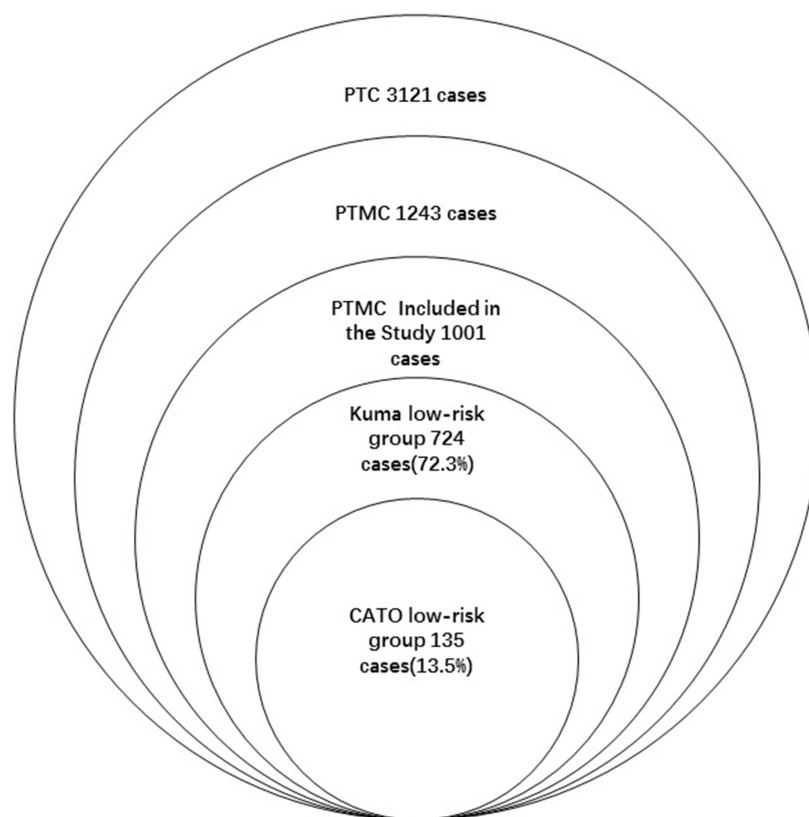 PTC 3121 cases
PTMC 1243 cases
PTMC Included in
the Study 1001
cases
Kuma low-risk
group 724
cases(72.3%)
CATO low-risk
group 135
cases(13.5%)